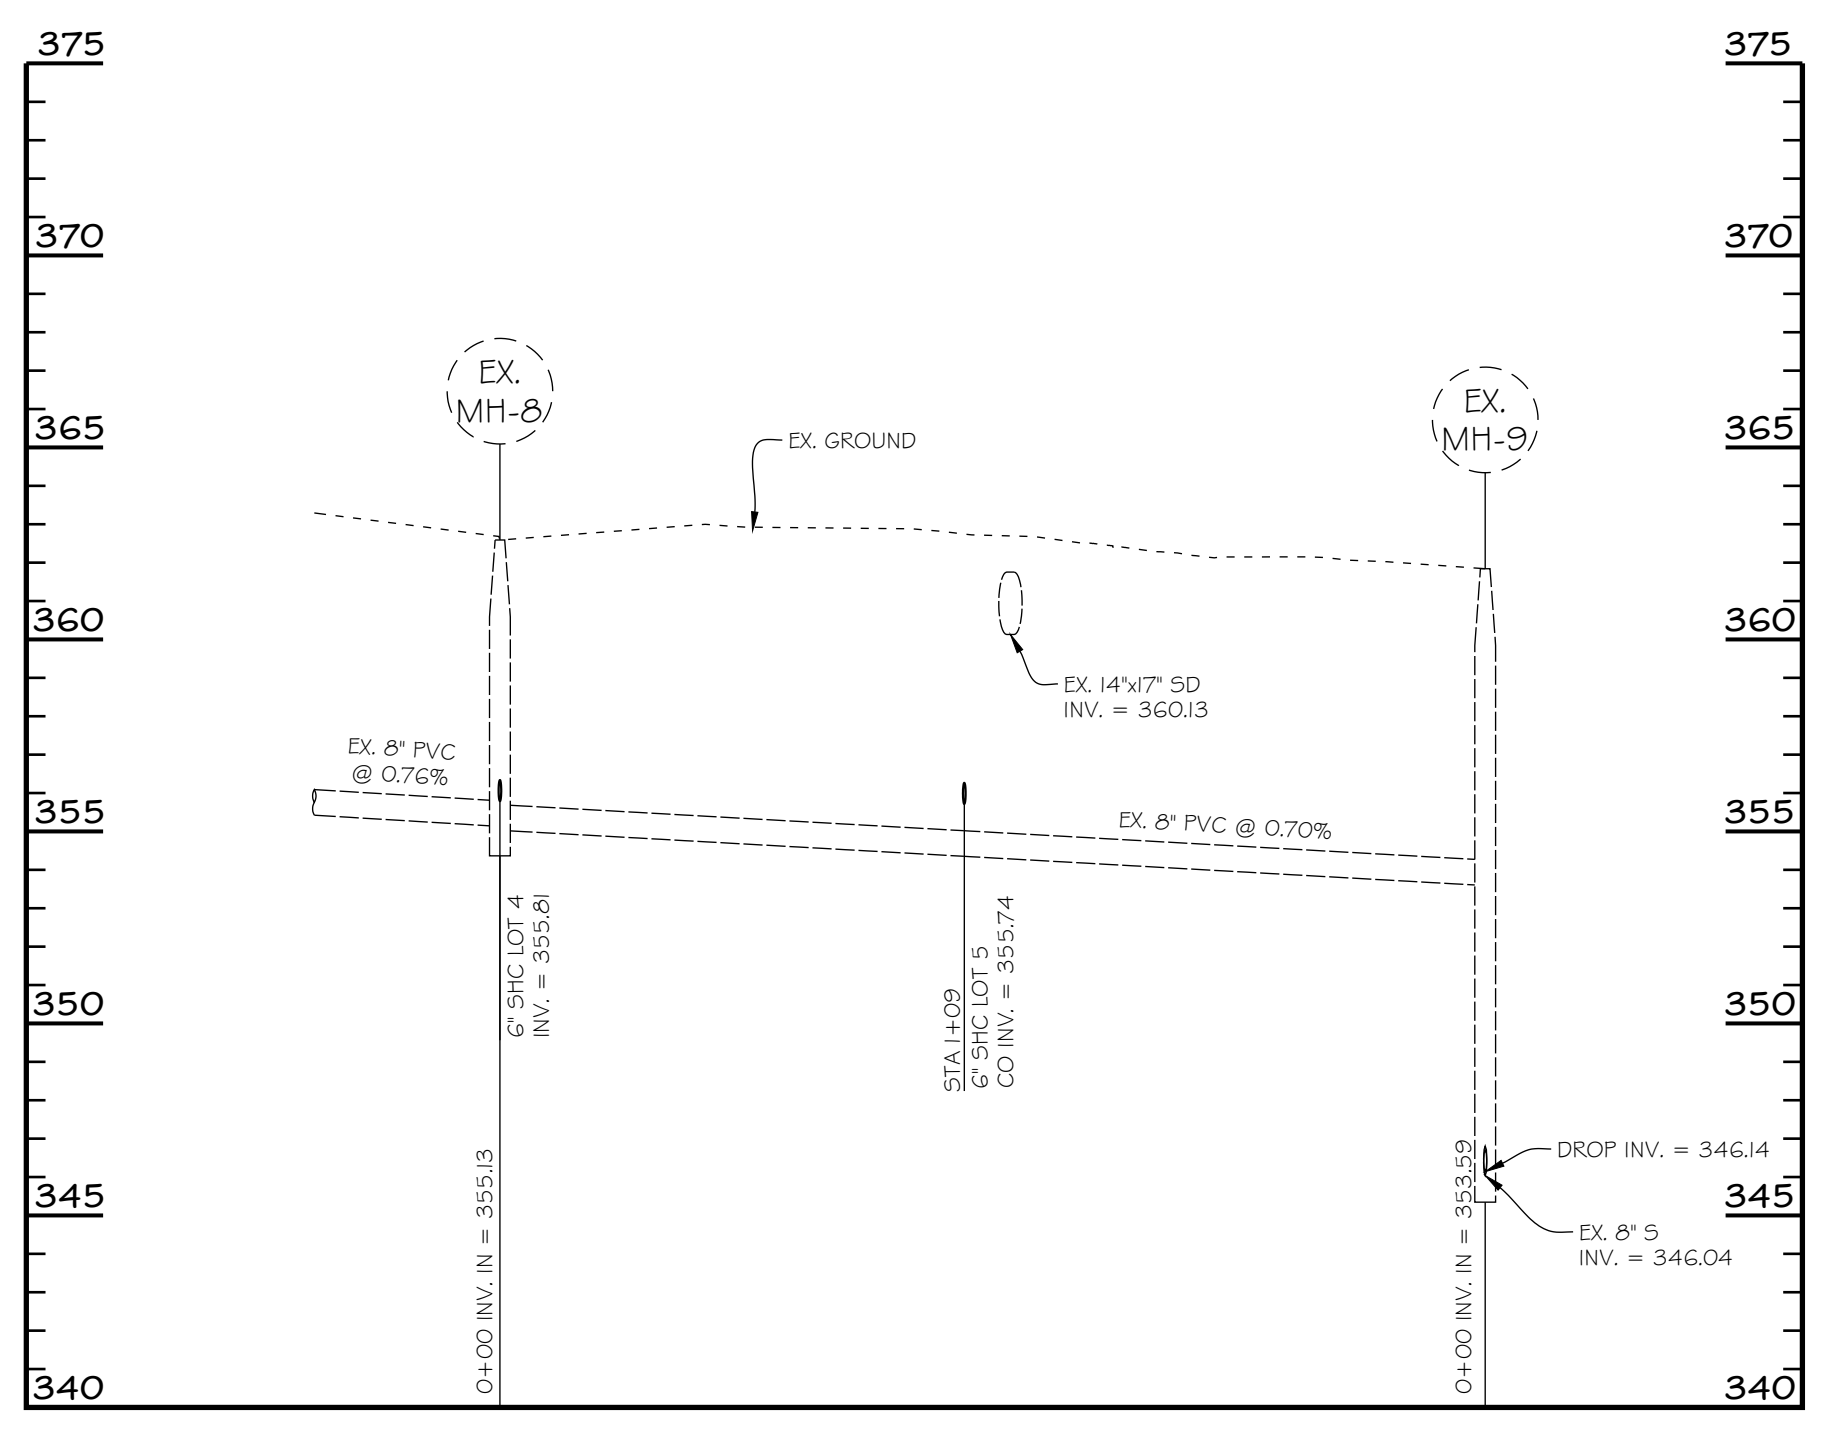 375
375
370
370
EX.
MH-8
EX.
MH-9
365
365
EX. GROUND
360
360
EX. 14"x17" SD
INV. = 360.13
EX. 8" PVC
@ 0.76%
355
355
EX. 8" PVC @ 0.70%
6" SHC LOT 4
INV. = 355.81
STA 1+09
6" SHC LOT 5
CO INV. = 355.74
350
350
0+00 INV. IN = 355.13
0+00 INV. IN = 353.59
DROP INV. = 346.14
345
345
EX. 8" S
INV. = 346.04
340
340